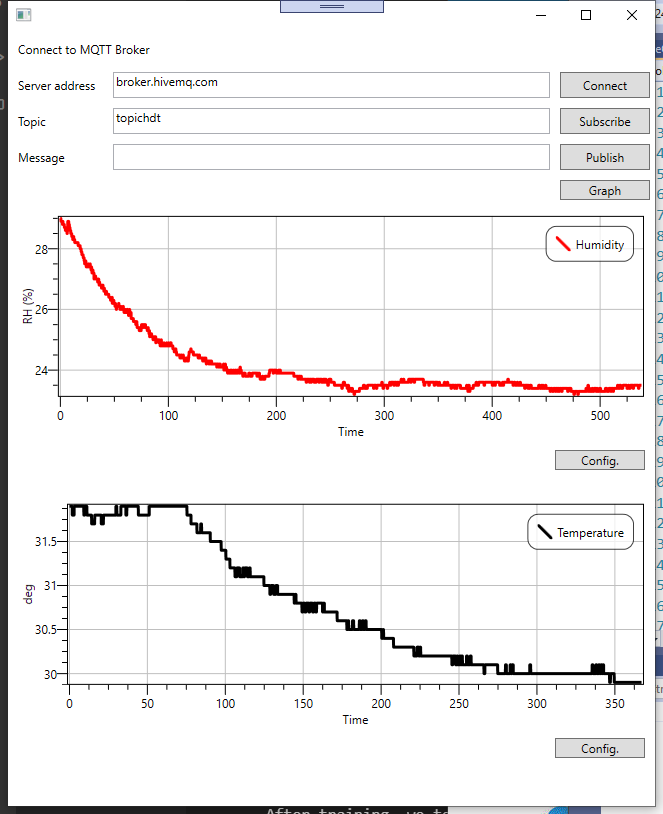 Connect to MQTT Broker
Server address broker.hivemq.com Connect
Topic topichdt Subscribe
Message Publish
Graph
Humidity
28
26
24
RH (%)
0 100 200 300 400 500
Time
Config.
Temperature
31.5
31
30.5
30
deg
0 50 100 150 200 250 300 350
Time
Config.